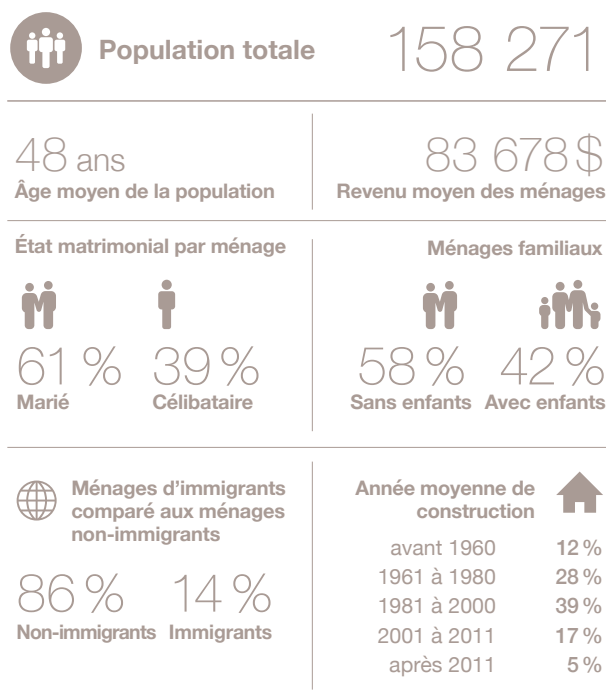 Population totale 158 271
48 ans
Âge moyen de la population
83 678 $
Revenu moyen des ménages
État matrimonial par ménage
61 % 39 %
Marié Célibataire
Ménages familiaux
58 % 42 %
Sans enfants Avec enfants
Ménages d’immigrants
comparé aux ménages
non-immigrants
86 % 14 %
Non-immigrants Immigrants
Année moyenne de
construction
avant 1960 12 %
1961 à 1980 28 %
1981 à 2000 39 %
2001 à 2011 17 %
après 2011 5 %